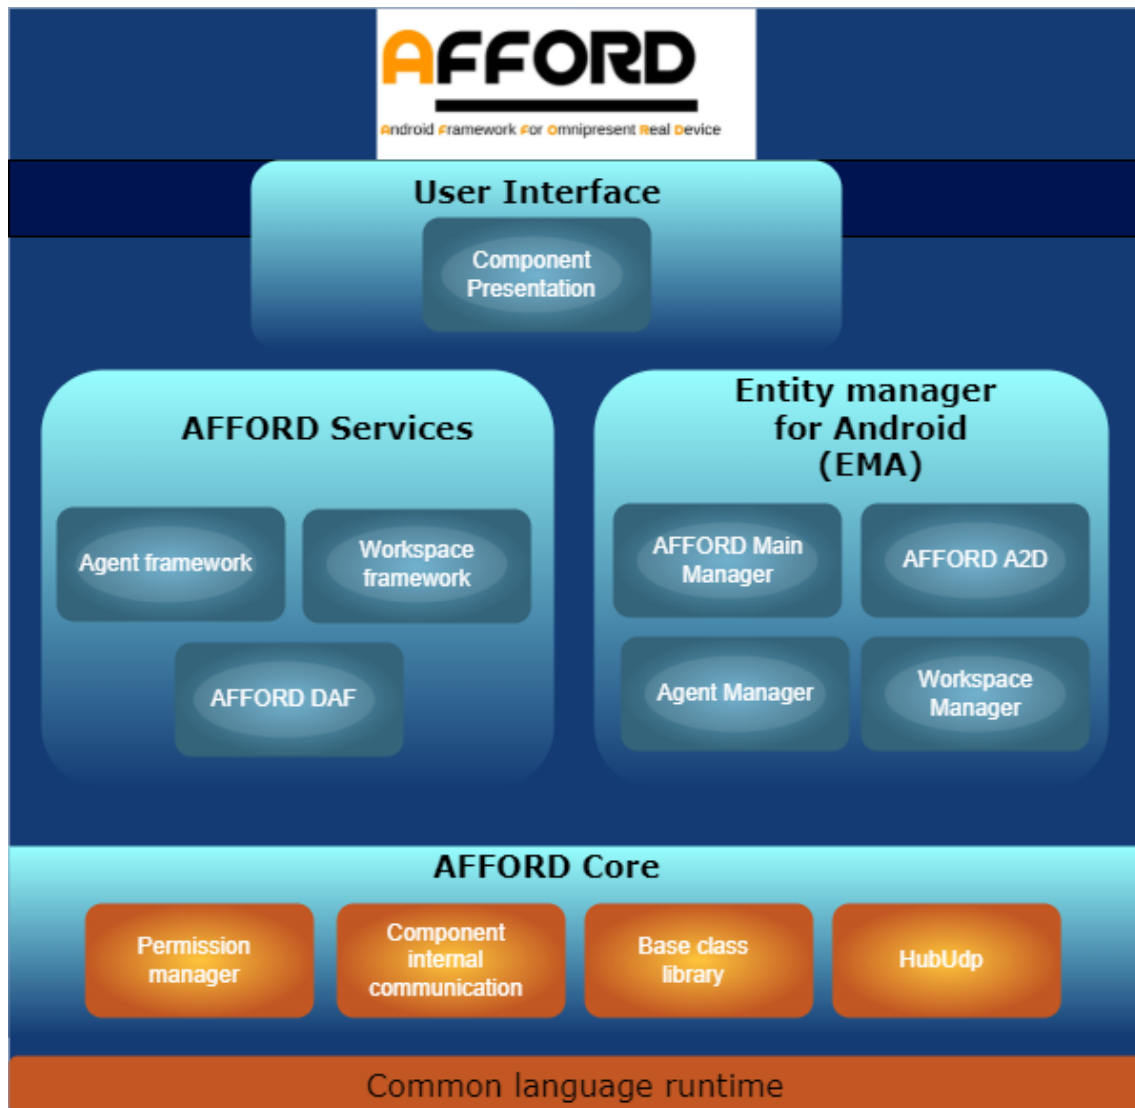 AFFORD
Android Framework For Omnipresent Real Device
User Interface
Component
Presentation
AFFORD Services
Agent framework
Workspace
framework
AFFORD DAF
Entity manager
for Android
(EMA)
AFFORD Main
Manager
AFFORD A2D
Agent Manager
Workspace
Manager
AFFORD Core
Permission
manager
Component
internal
communication
Base class
library
HubUdp
Common language runtime